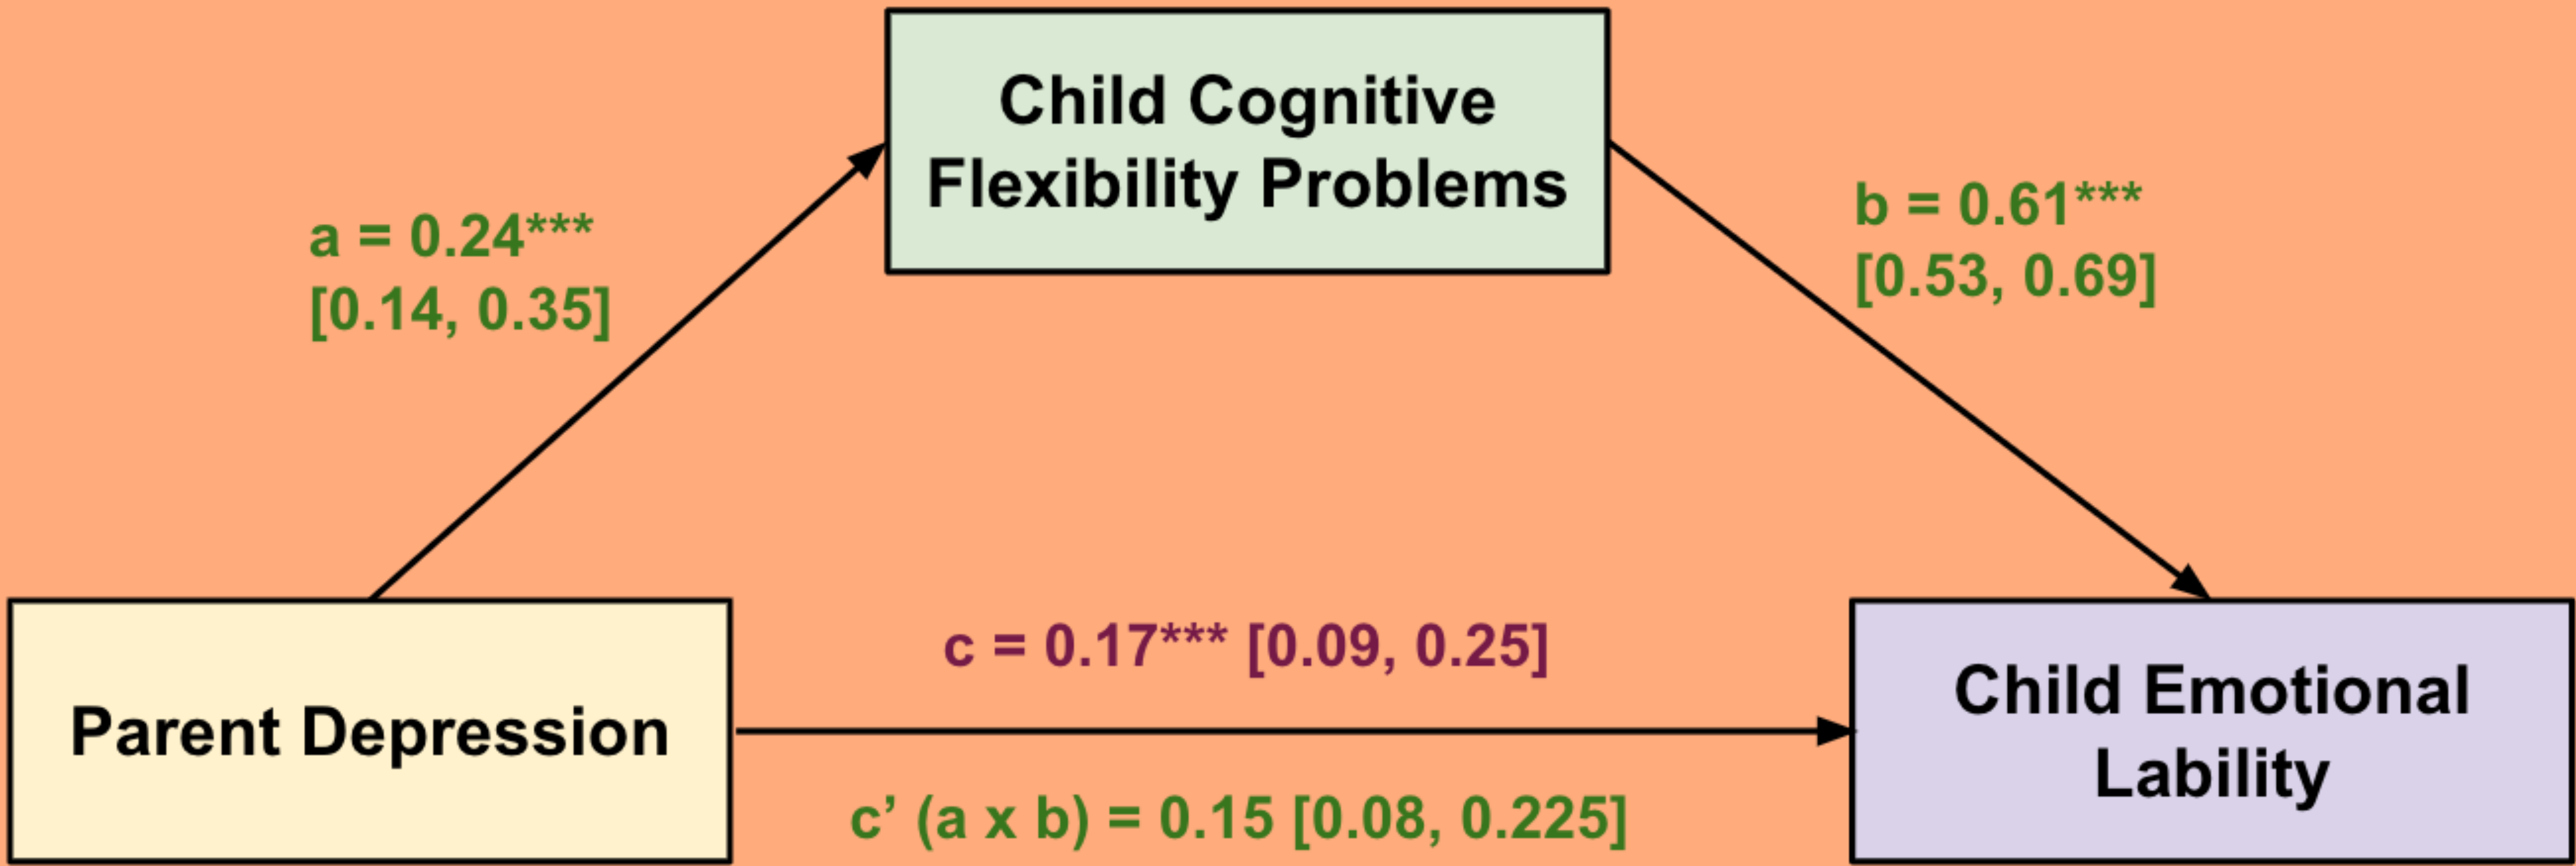 Child Cognitive
Flexibility Problems
a = 0.24***
[0.14, 0.35]
b = 0.61***
[0.53, 0.69]
c = 0.17*** [0.09, 0.25]
Parent Depression
Child Emotional
Lability
c’ (a x b) = 0.15 [0.08, 0.225]